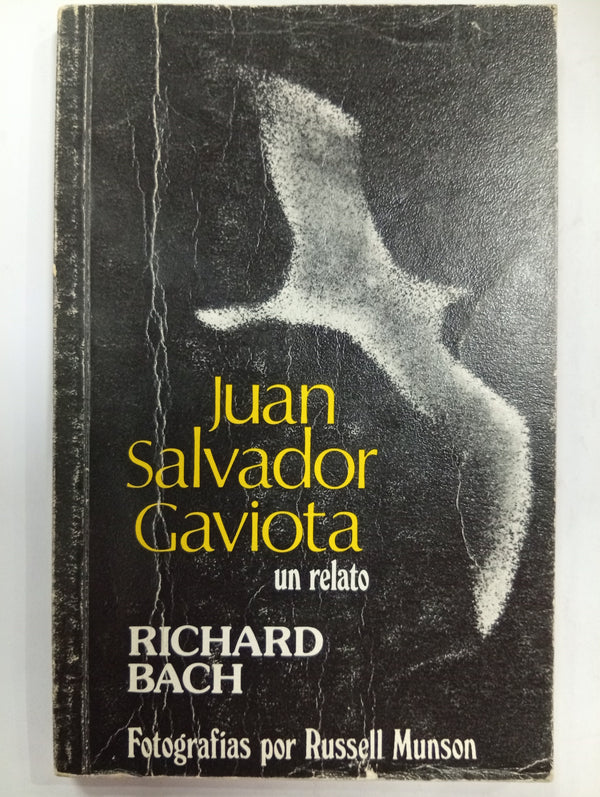 Juan
Salvador
Gaviota
un relato
RICHARD
BACH
Fotografías por Russell Munson